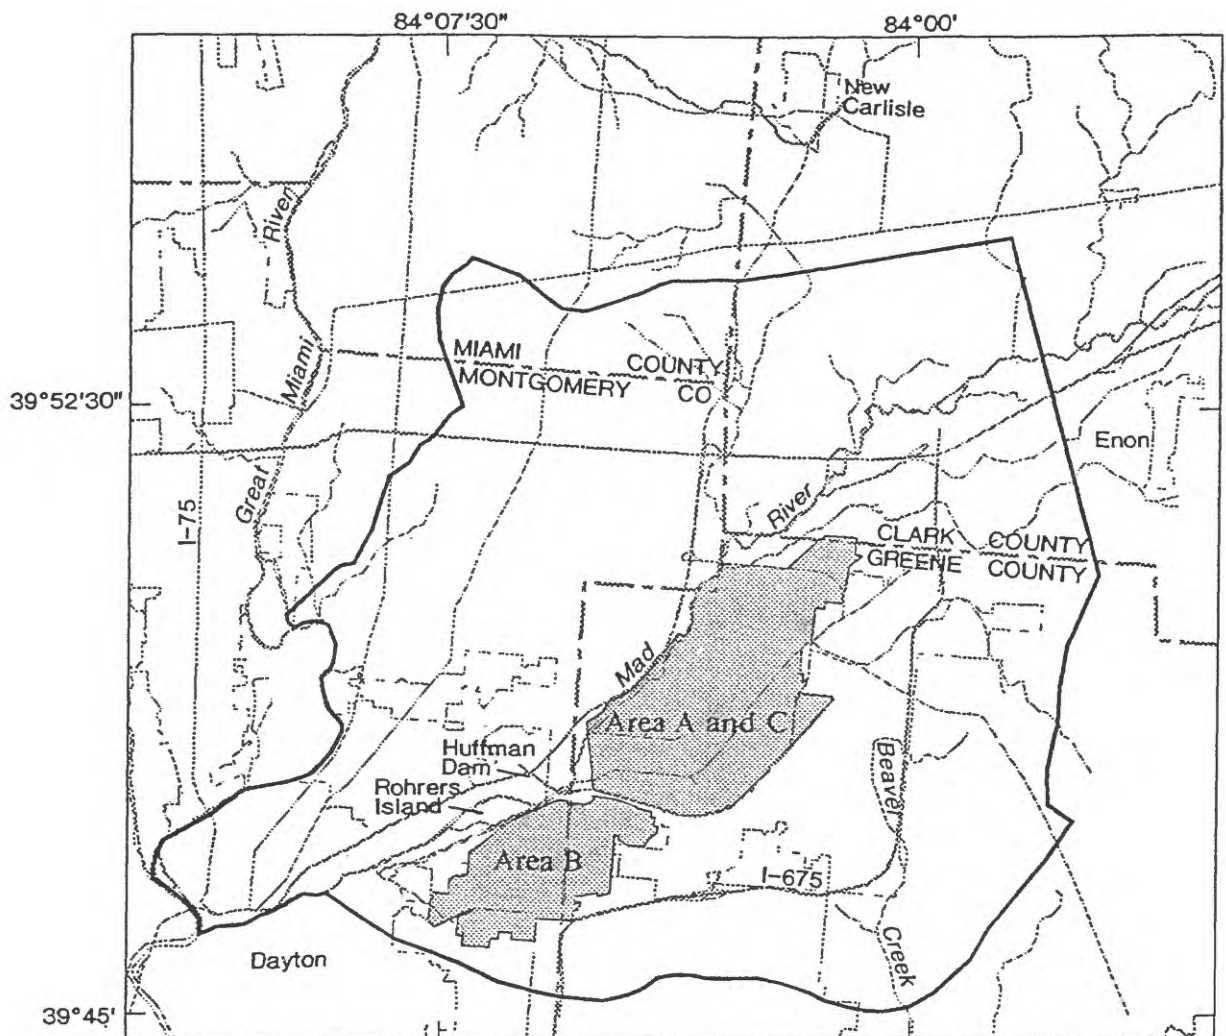 84°07'30"
84°00'
New
Carlisle
River
Miami
Great
I-75
MIAMI COUNTY
MONTGOMERY CO
39°52'30"
Enon
River
CLARK COUNTY
GREENE COUNTY
Mad
Area A and C
Huffman
Dam
Rohrers
Island
Beaver
Area B
I-675
Creek
Dayton
39°45'